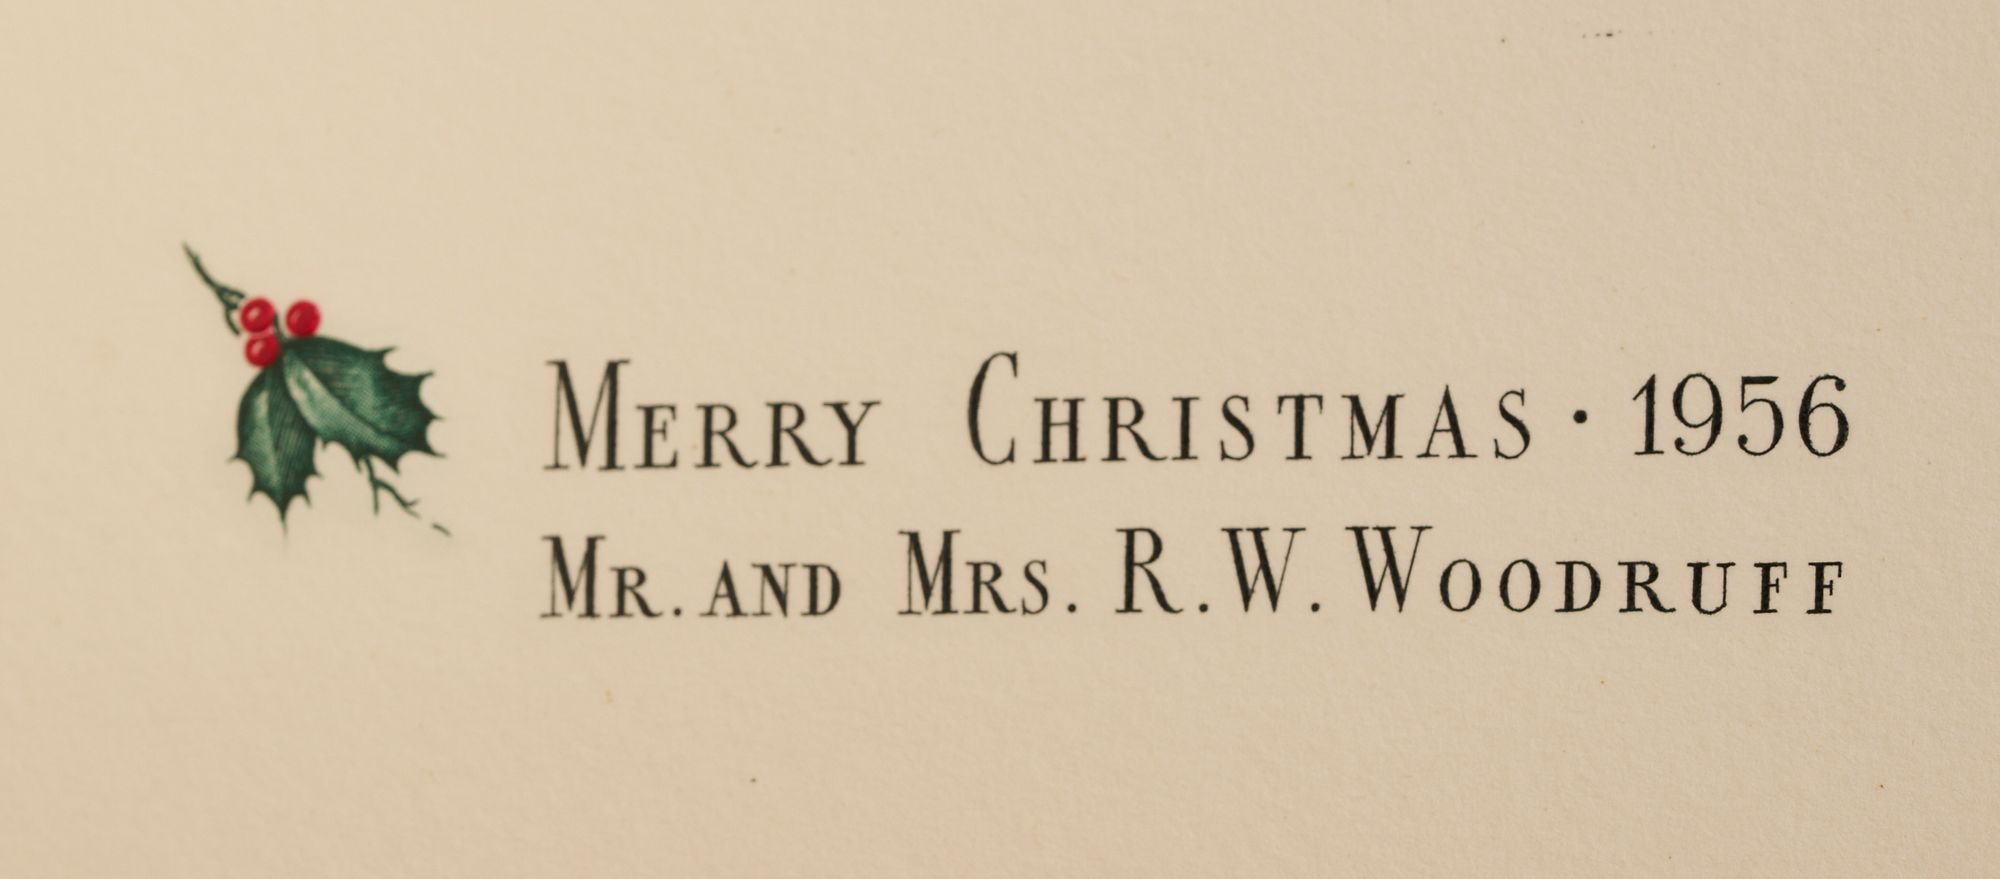 Merry Christmas · 1956
Mr. and Mrs. R. W. Woodruff